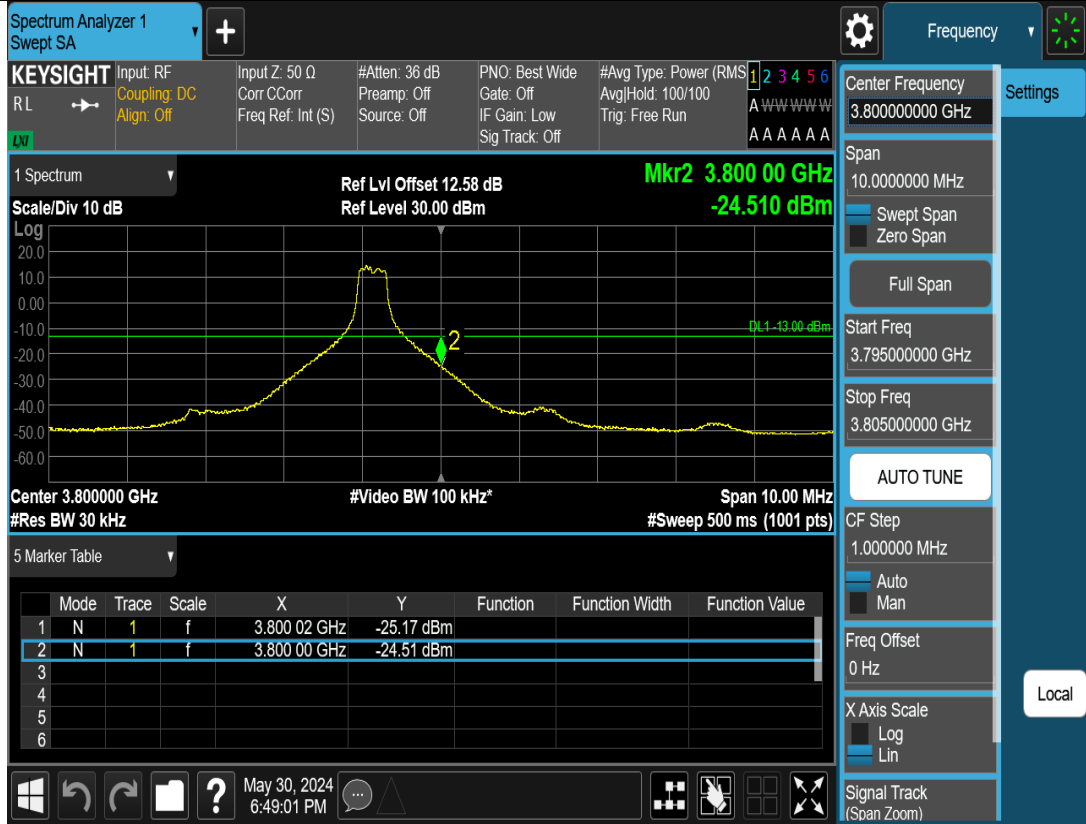 Spectrum Analyzer 1
Swept SA
+
Frequency
KEYSIGHT
RL
LXI
Input: RF
Coupling: DC
Align: Off
Input Z: 50 Ω
Corr CCorr
Freq Ref: Int (S)
#Atten: 36 dB
Preamp: Off
Source: Off
PNO: Best Wide
Gate: Off
IF Gain: Low
Sig Track: Off
#Avg Type: Power (RMS
Avg|Hold: 100/100
Trig: Free Run
1 2 3 4 5 6
A W W W W W
A A A A A A
1 Spectrum
Scale/Div 10 dB
Ref Lvl Offset 12.58 dB
Ref Level 30.00 dBm
Mkr2 3.800 00 GHz
-24.510 dBm
Log
20.0
10.0
0.00
-10.0
-20.0
-30.0
-40.0
-50.0
-60.0
DL1 -13.00 dBm
2
Center 3.800000 GHz
#Video BW 100 kHz*
Span 10.00 MHz
#Res BW 30 kHz
#Sweep 500 ms (1001 pts)
5 Marker Table
Mode Trace Scale X Y Function Function Width Function Value
1 N 1 f 3.800 02 GHz -25.17 dBm
2 N 1 f 3.800 00 GHz -24.51 dBm
3
4
5
6
?
May 30, 2024
6:49:01 PM
Center Frequency
3.800000000 GHz
Settings
Span
10.0000000 MHz
Swept Span
Zero Span
Full Span
Start Freq
3.795000000 GHz
Stop Freq
3.805000000 GHz
AUTO TUNE
CF Step
1.000000 MHz
Auto
Man
Freq Offset
0 Hz
Local
X Axis Scale
Log
Lin
Signal Track
(Span Zoom)